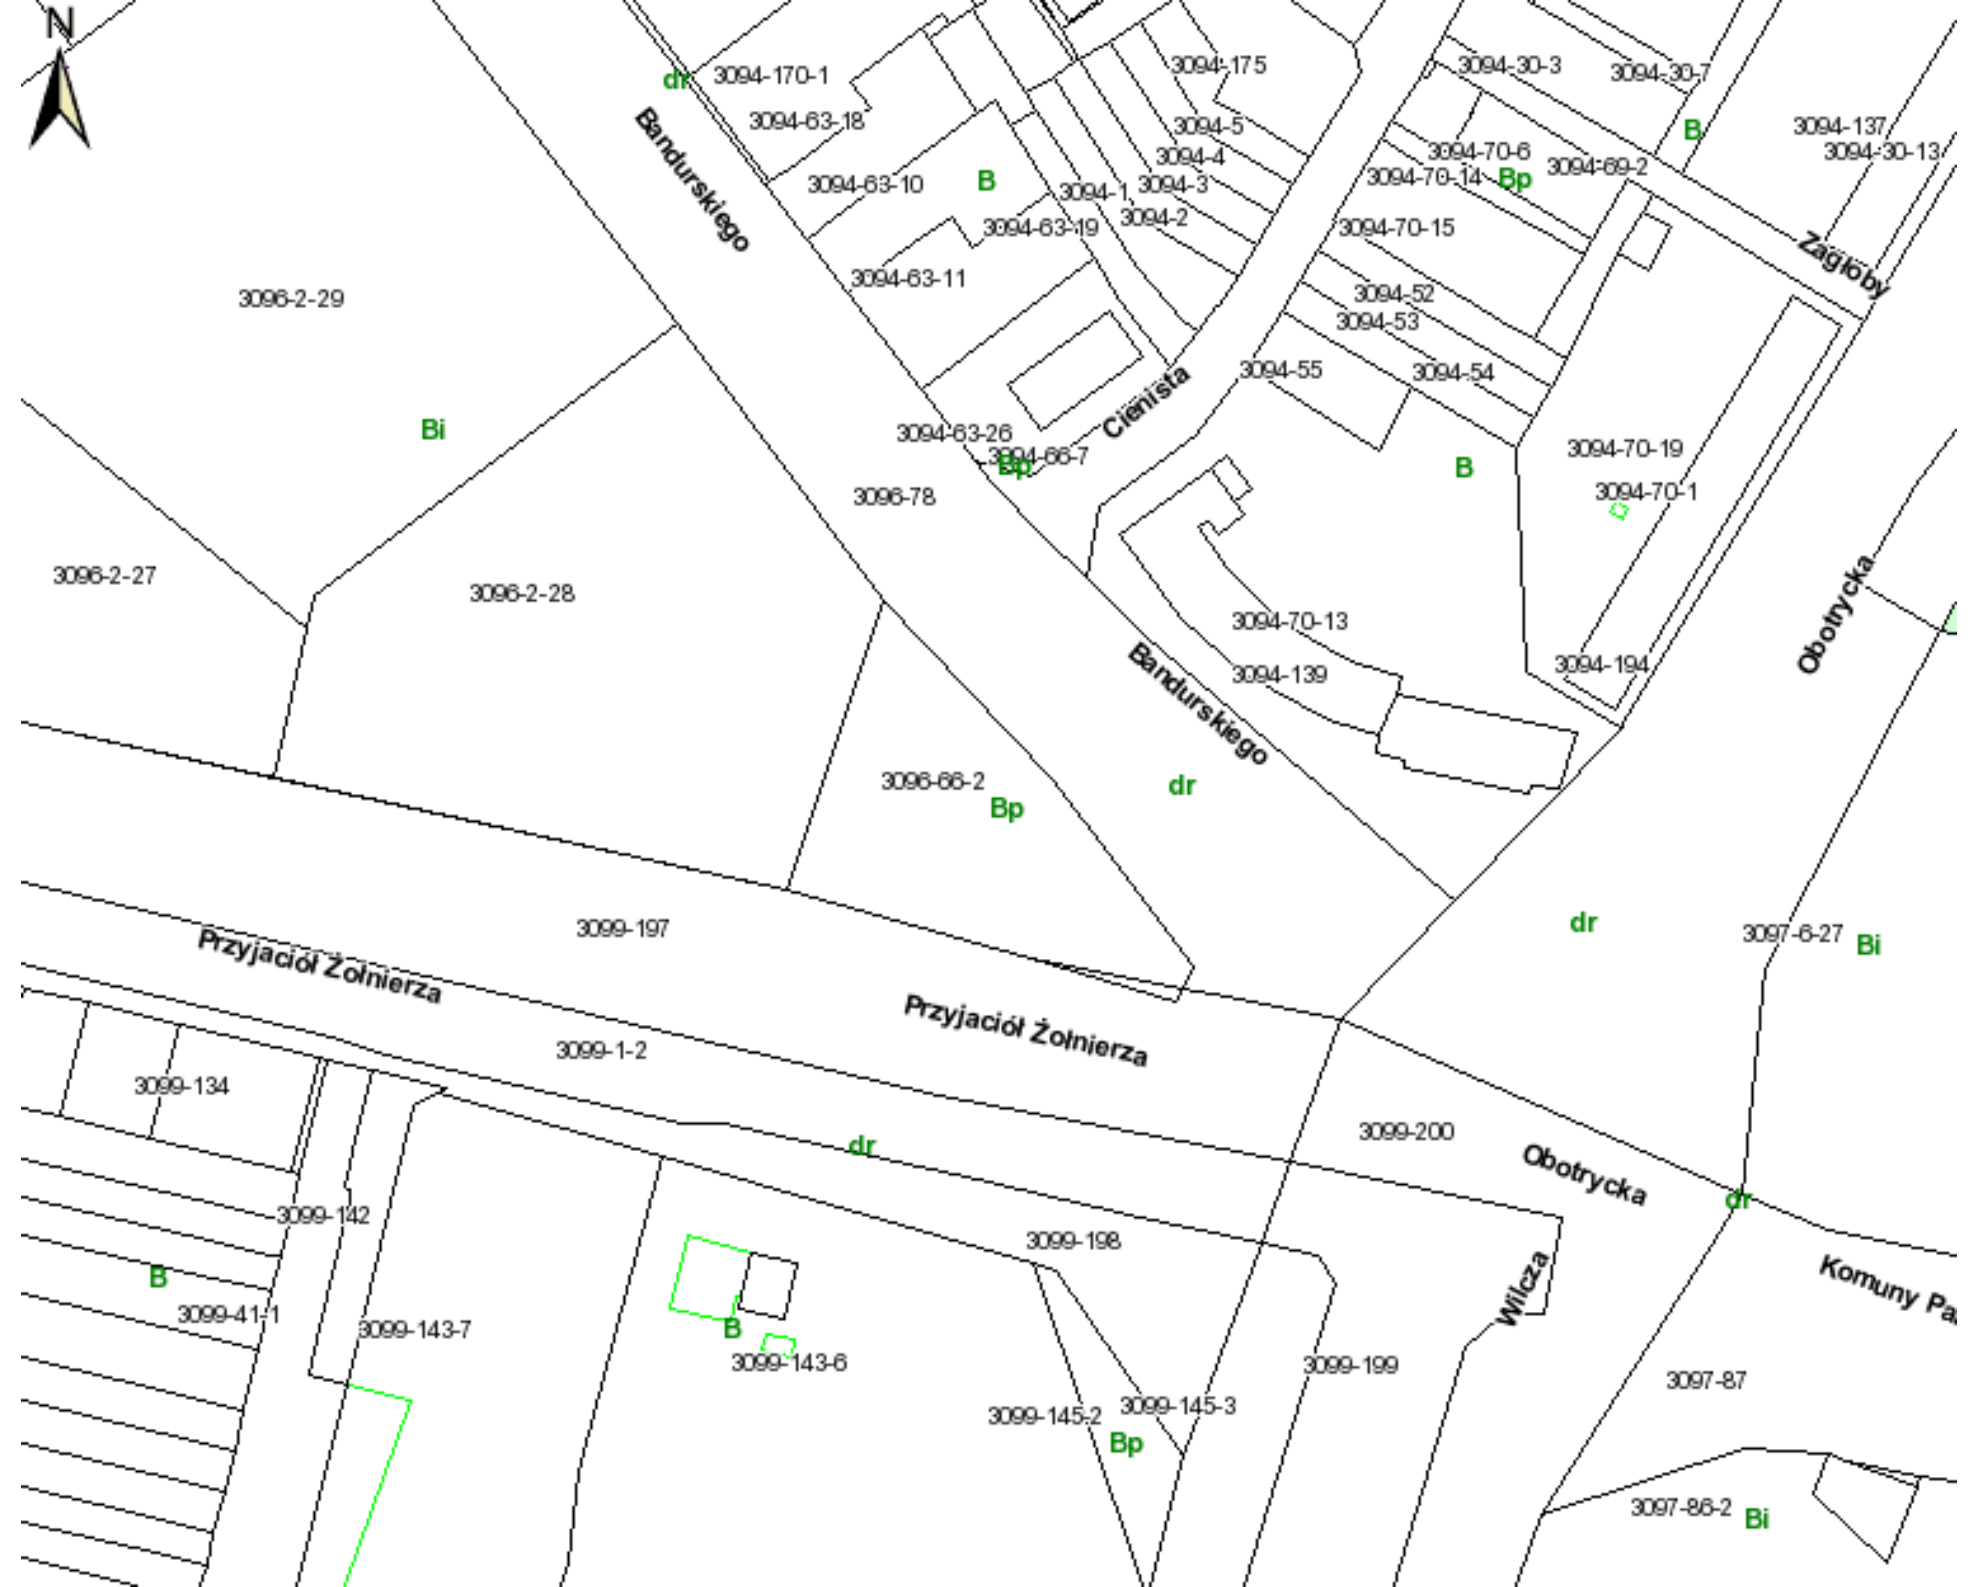 N
dr
3094-170-1
3094-175
3094-30-3
3094-30-7
3094-63-18
3094-5
B
3094-137
3094-4
3094-70-6
3094-30-13
Bandurskiego
3094-63-10
B
3094-1
3094-3
3094-70-14
Bp
3094-69-2
3094-2
3094-63-19
3094-70-15
Zagłoby
3094-63-11
3096-2-29
3094-52
3094-53
3094-55
3094-54
Cienista
Bi
3094-63-26
3094-66-7
Bp
B
3094-70-19
3096-78
3094-70-1
3096-2-27
3096-2-28
3094-70-13
Obotrycka
3094-139
3094-194
Bandurskiego
3096-66-2
dr
Bp
3099-197
dr
3097-6-27
Bi
Przyjaciół Żołnierza
Przyjaciół Żołnierza
3099-1-2
3099-134
dr
3099-200
Obotrycka
dr
3099-142
3099-198
B
Wilcza
Komuny Pa
3099-41-1
3099-143-7
B
3099-143-6
3099-199
3097-87
3099-145-2
3099-145-3
Bp
3097-86-2
Bi